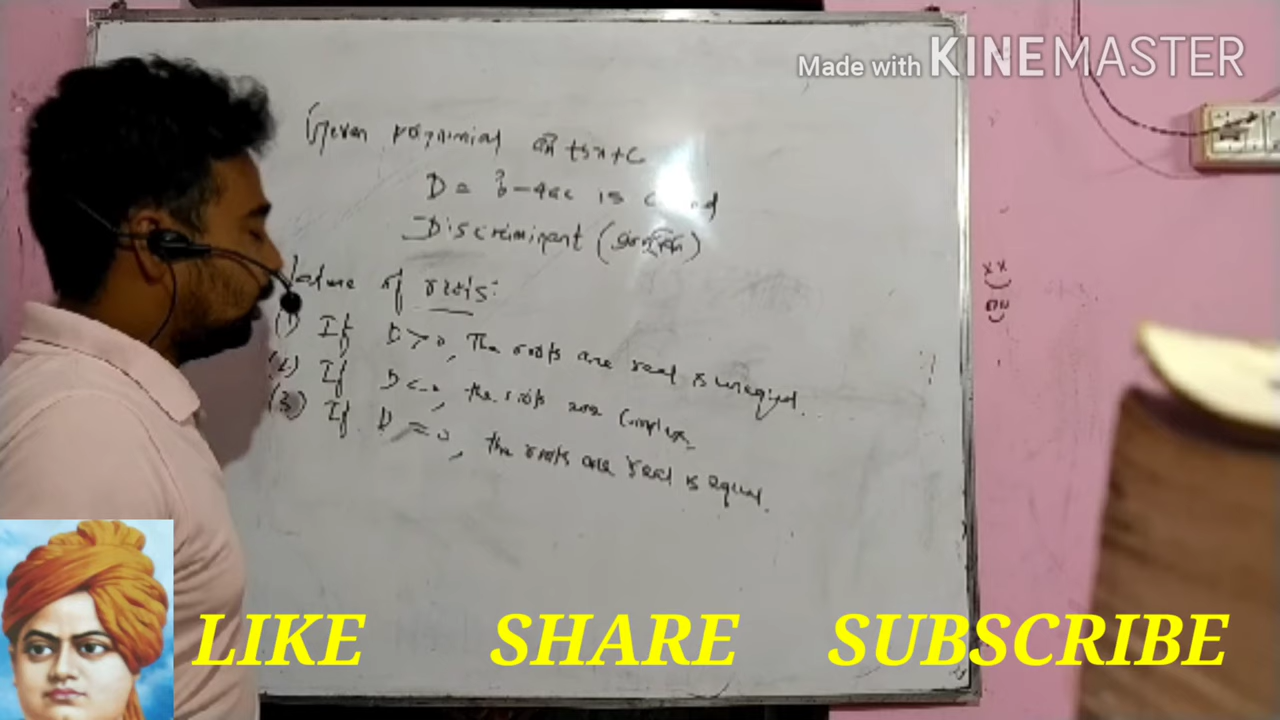 Made with KINEMASTER
Given polynomial ax²+bx+c
D = b²-4ac is
Discriminant
Nature of roots:
(1) If D>0, The roots are real & unequal.
(2) If D<0, the roots are complex.
(3) If D=0, the roots are real & equal.
LIKE SHARE SUBSCRIBE